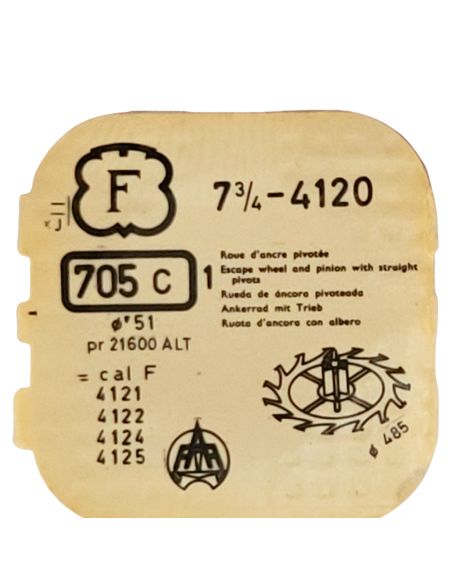 F
7¾-4120
705 C
1
Roue d'ancre pivotée
Escape wheel and pinion with straight
pivots
Rueda de áncora pivoteada
Ankerrad mit Trieb
Ruota d'ancora con albero
51
pr 21600 ALT
= cal F
4121
4122
4124
4125
ø 485